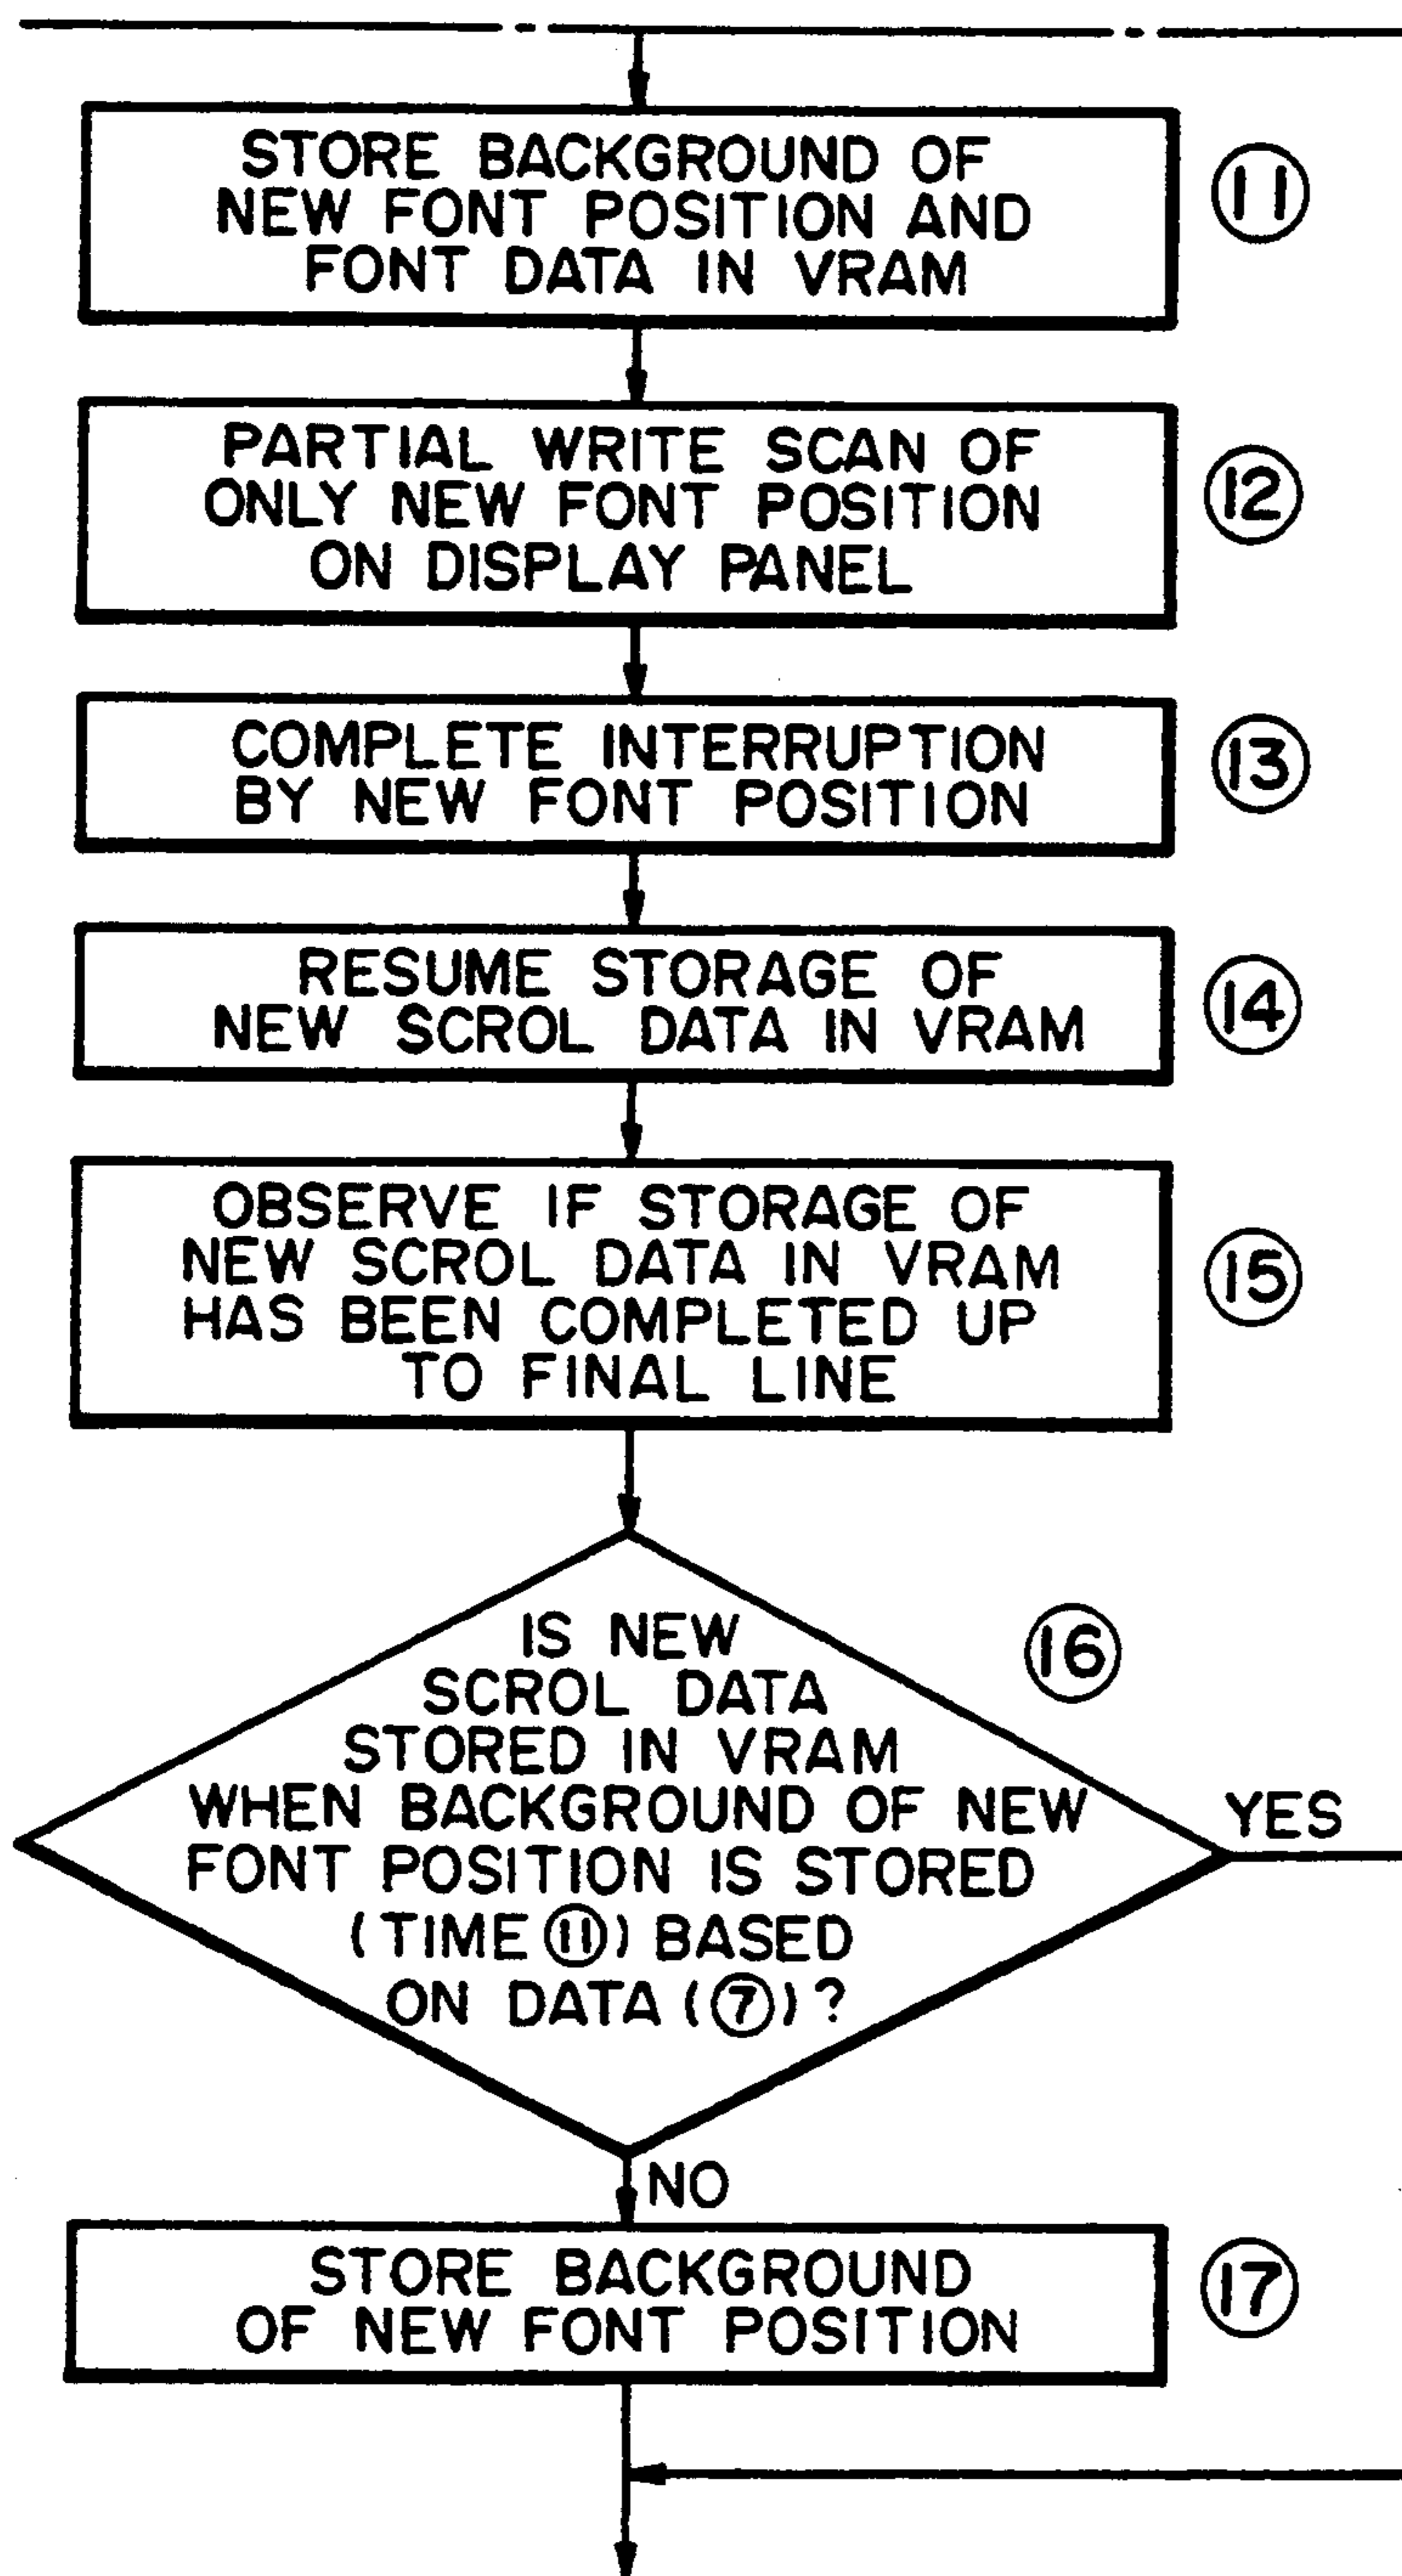 STORE BACKGROUND OF
NEW FONT POSITION AND
FONT DATA IN VRAM
⑪
PARTIAL WRITE SCAN OF
ONLY NEW FONT POSITION
ON DISPLAY PANEL
⑫
COMPLETE INTERRUPTION
BY NEW FONT POSITION
⑬
RESUME STORAGE OF
NEW SCROL DATA IN VRAM
⑭
OBSERVE IF STORAGE OF
NEW SCROL DATA IN VRAM
HAS BEEN COMPLETED UP
TO FINAL LINE
⑮
IS NEW
SCROL DATA
STORED IN VRAM
WHEN BACKGROUND OF NEW
FONT POSITION IS STORED
(TIME ⑪) BASED
ON DATA (⑦)?
⑯
YES
NO
STORE BACKGROUND
OF NEW FONT POSITION
⑰